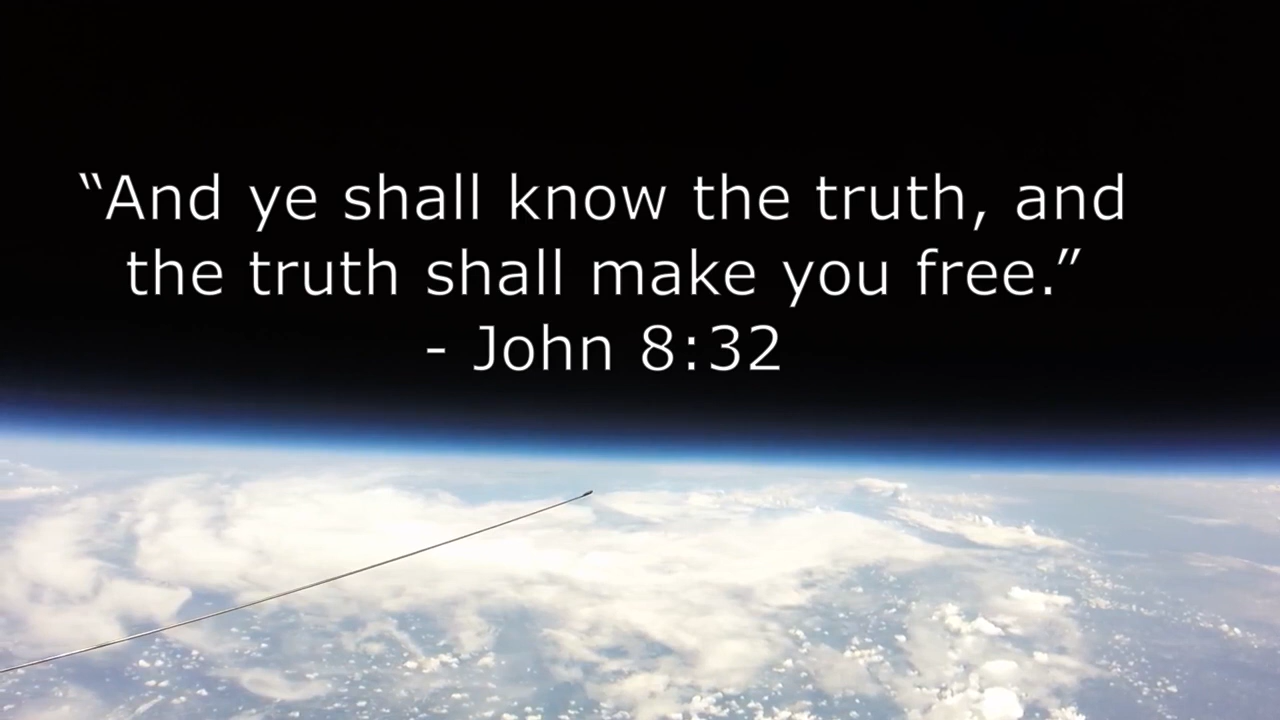 “And ye shall know the truth, and
the truth shall make you free.”
- John 8:32